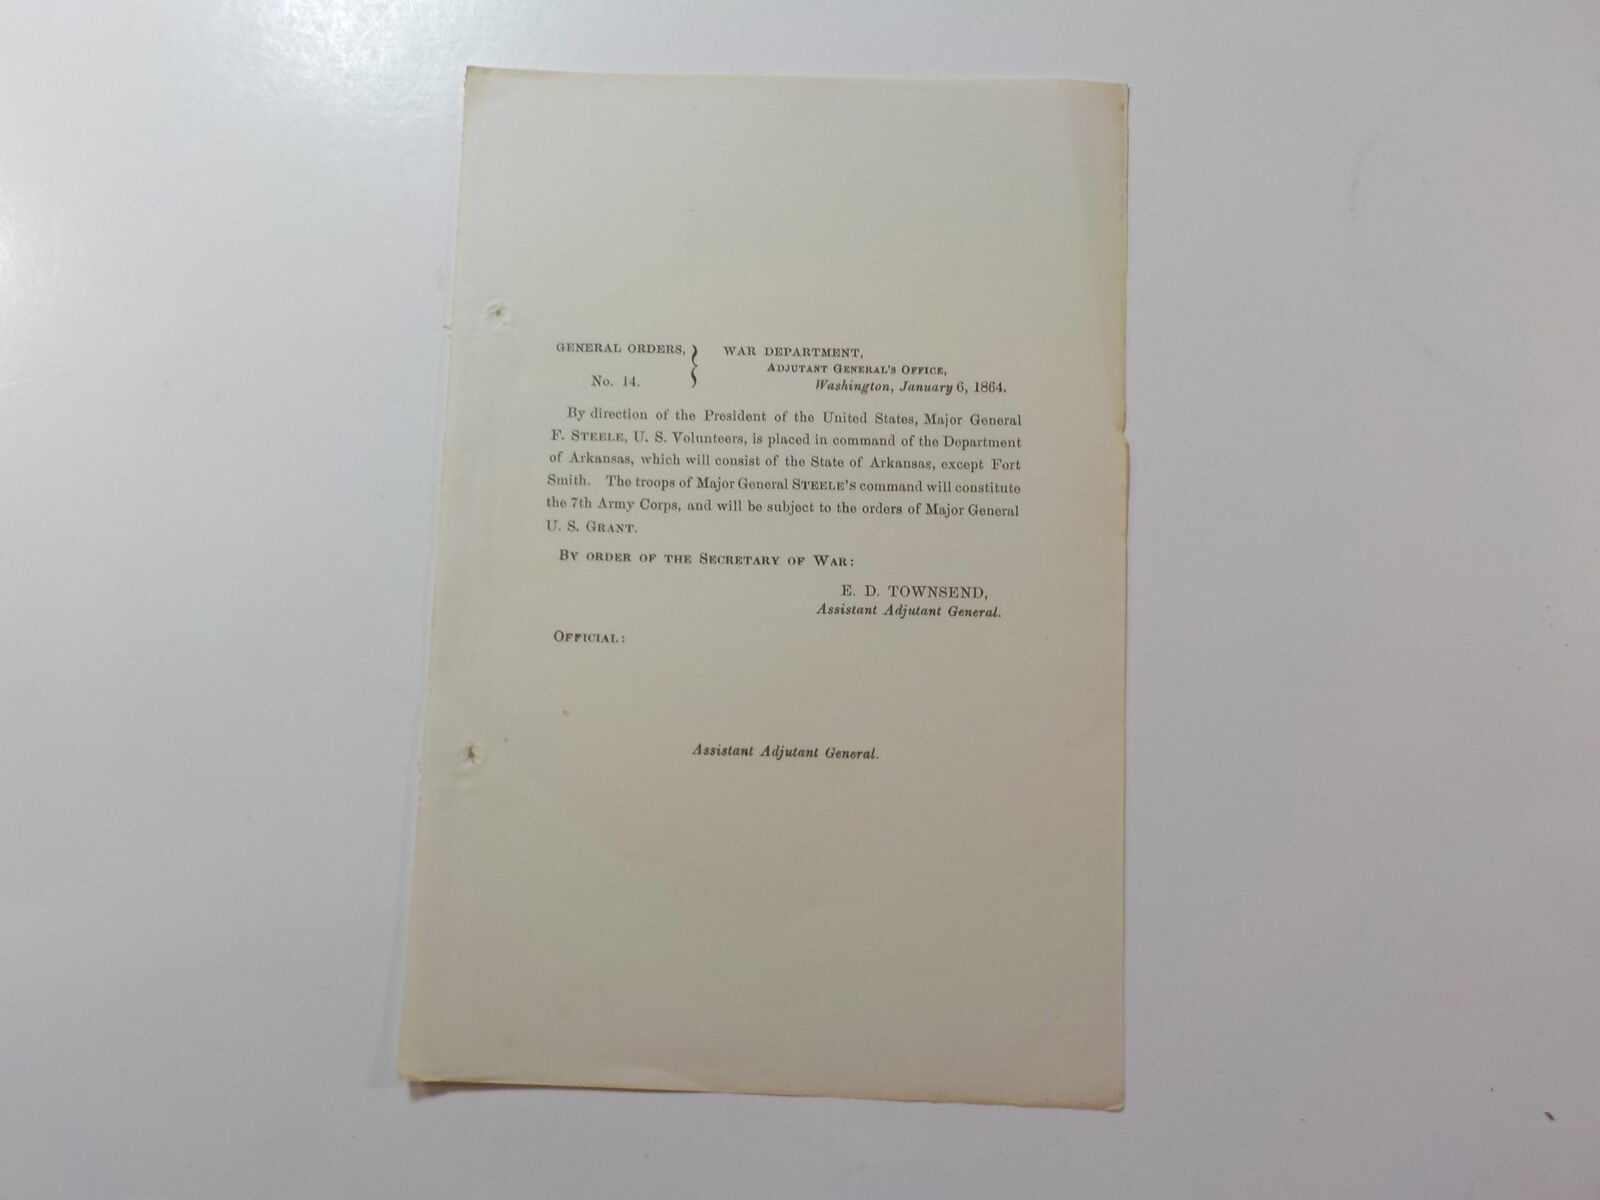 GENERAL ORDERS, } WAR DEPARTMENT,
ADJUTANT GENERAL'S OFFICE,
No. 14. Washington, January 6, 1864.
By direction of the President of the United States, Major General
F. STEELE, U. S. Volunteers, is placed in command of the Department
of Arkansas, which will consist of the State of Arkansas, except Fort
Smith. The troops of Major General STEELE'S command will constitute
the 7th Army Corps, and will be subject to the orders of Major General
U. S. GRANT.
BY ORDER OF THE SECRETARY OF WAR:
E. D. TOWNSEND,
Assistant Adjutant General.
OFFICIAL:
Assistant Adjutant General.